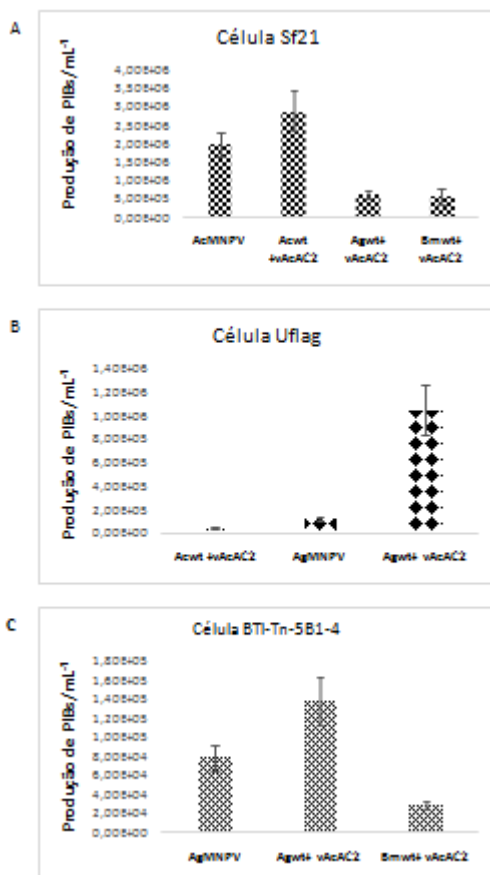 A
Célula Sf21
Produção de PIBs/mL⁻¹
4,00E+06
3,50E+06
3,00E+06
2,50E+06
2,00E+06
1,50E+06
1,00E+06
5,00E+05
0,00E+00
AcMNPV
Acwt
+vAcAC2
Agwt+
vAcAC2
Bmwt+
vAcAC2
B
Célula Uflag
Produção de PIBs/mL⁻¹
1,40E+06
1,20E+06
1,00E+06
8,00E+05
6,00E+05
4,00E+05
2,00E+05
0,00E+00
Acwt +vAcAC2
AgMNPV
Agwt+ vAcAC2
C
Célula BTI-Tn-5B1-4
Produção de PIBs/mL⁻¹
1,80E+05
1,60E+05
1,40E+05
1,20E+05
1,00E+05
8,00E+04
6,00E+04
4,00E+04
2,00E+04
0,00E+00
AgMNPV
Agwt+ vAcAC2
Bmwt+ vAcAC2